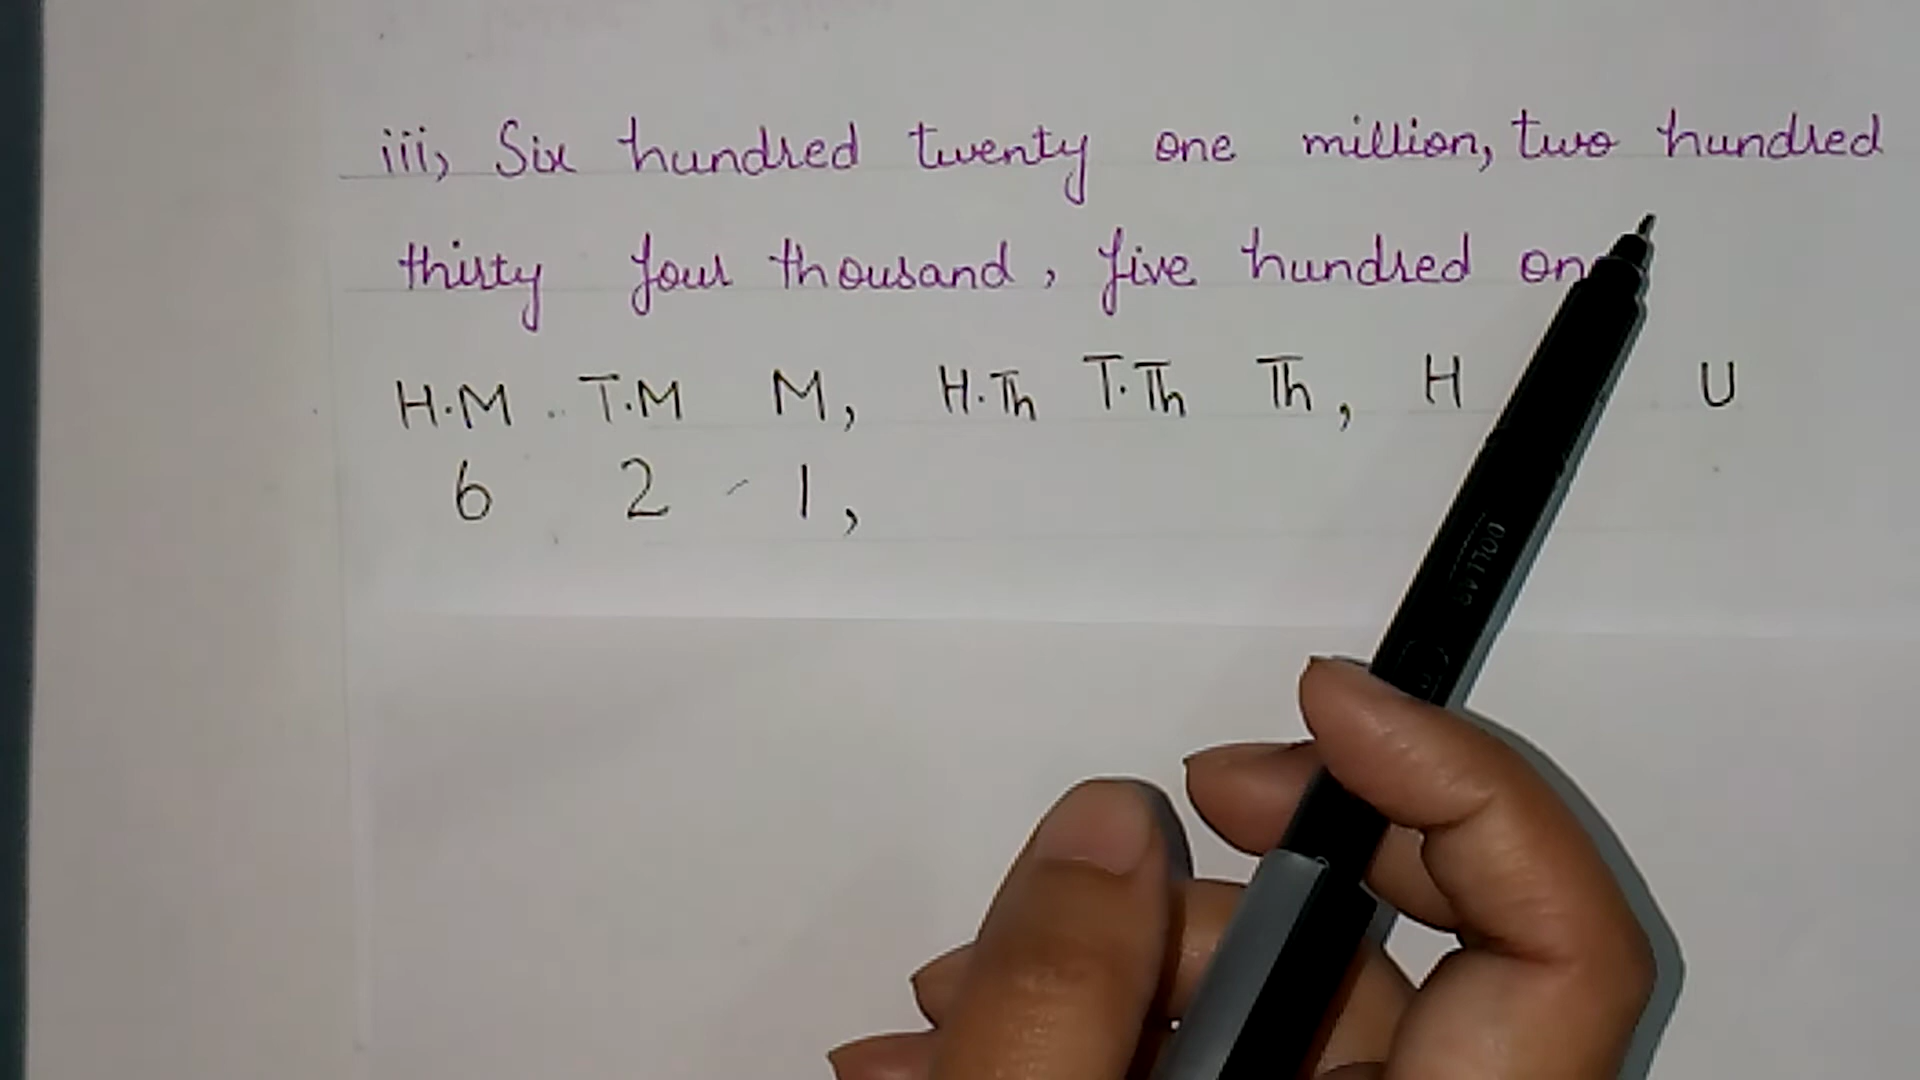 iii, Six hundred twenty one million, two hundred
thirty four thousand, five hundred
H.M T.M M, H.Th T.Th Th, H U
6 2 1,
DOLLAR